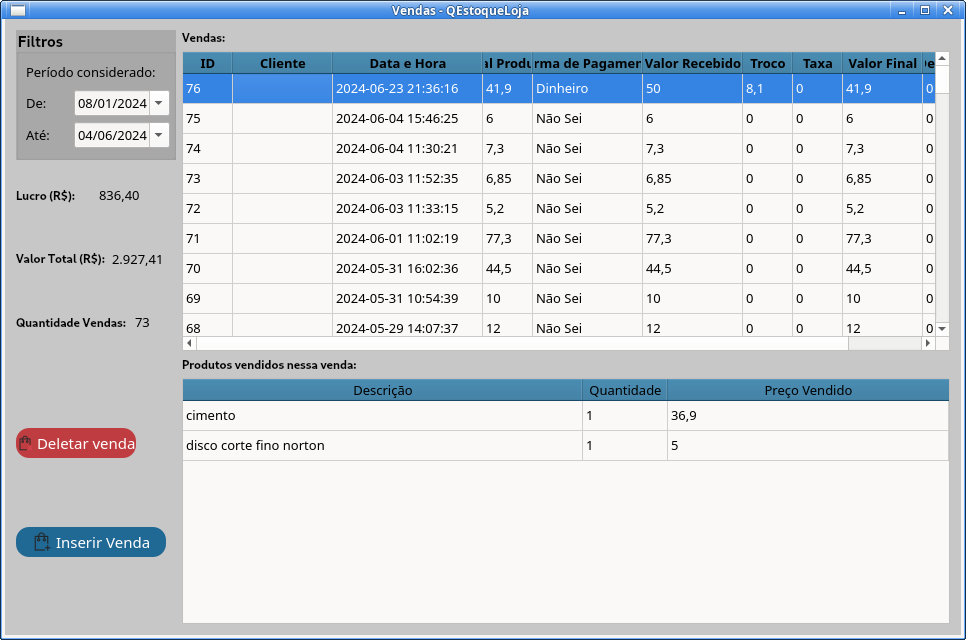 Vendas - QEstoqueLoja
Filtros
Período considerado:
De: 08/01/2024
Até: 04/06/2024
Lucro (R$): 836,40
Valor Total (R$): 2.927,41
Quantidade Vendas: 73
Deletar venda
Inserir Venda
Vendas:
ID Cliente Data e Hora al Produ rma de Pagamen Valor Recebido Troco Taxa Valor Final
76 2024-06-23 21:36:16 41,9 Dinheiro 50 8,1 0 41,9 0
75 2024-06-04 15:46:25 6 Não Sei 6 0 0 6 0
74 2024-06-04 11:30:21 7,3 Não Sei 7,3 0 0 7,3 0
73 2024-06-03 11:52:35 6,85 Não Sei 6,85 0 0 6,85 0
72 2024-06-03 11:33:15 5,2 Não Sei 5,2 0 0 5,2 0
71 2024-06-01 11:02:19 77,3 Não Sei 77,3 0 0 77,3 0
70 2024-05-31 16:02:36 44,5 Não Sei 44,5 0 0 44,5 0
69 2024-05-31 10:54:39 10 Não Sei 10 0 0 10 0
68 2024-05-29 14:07:37 12 Não Sei 12 0 0 12 0
Produtos vendidos nessa venda:
Descrição Quantidade Preço Vendido
cimento 1 36,9
disco corte fino norton 1 5